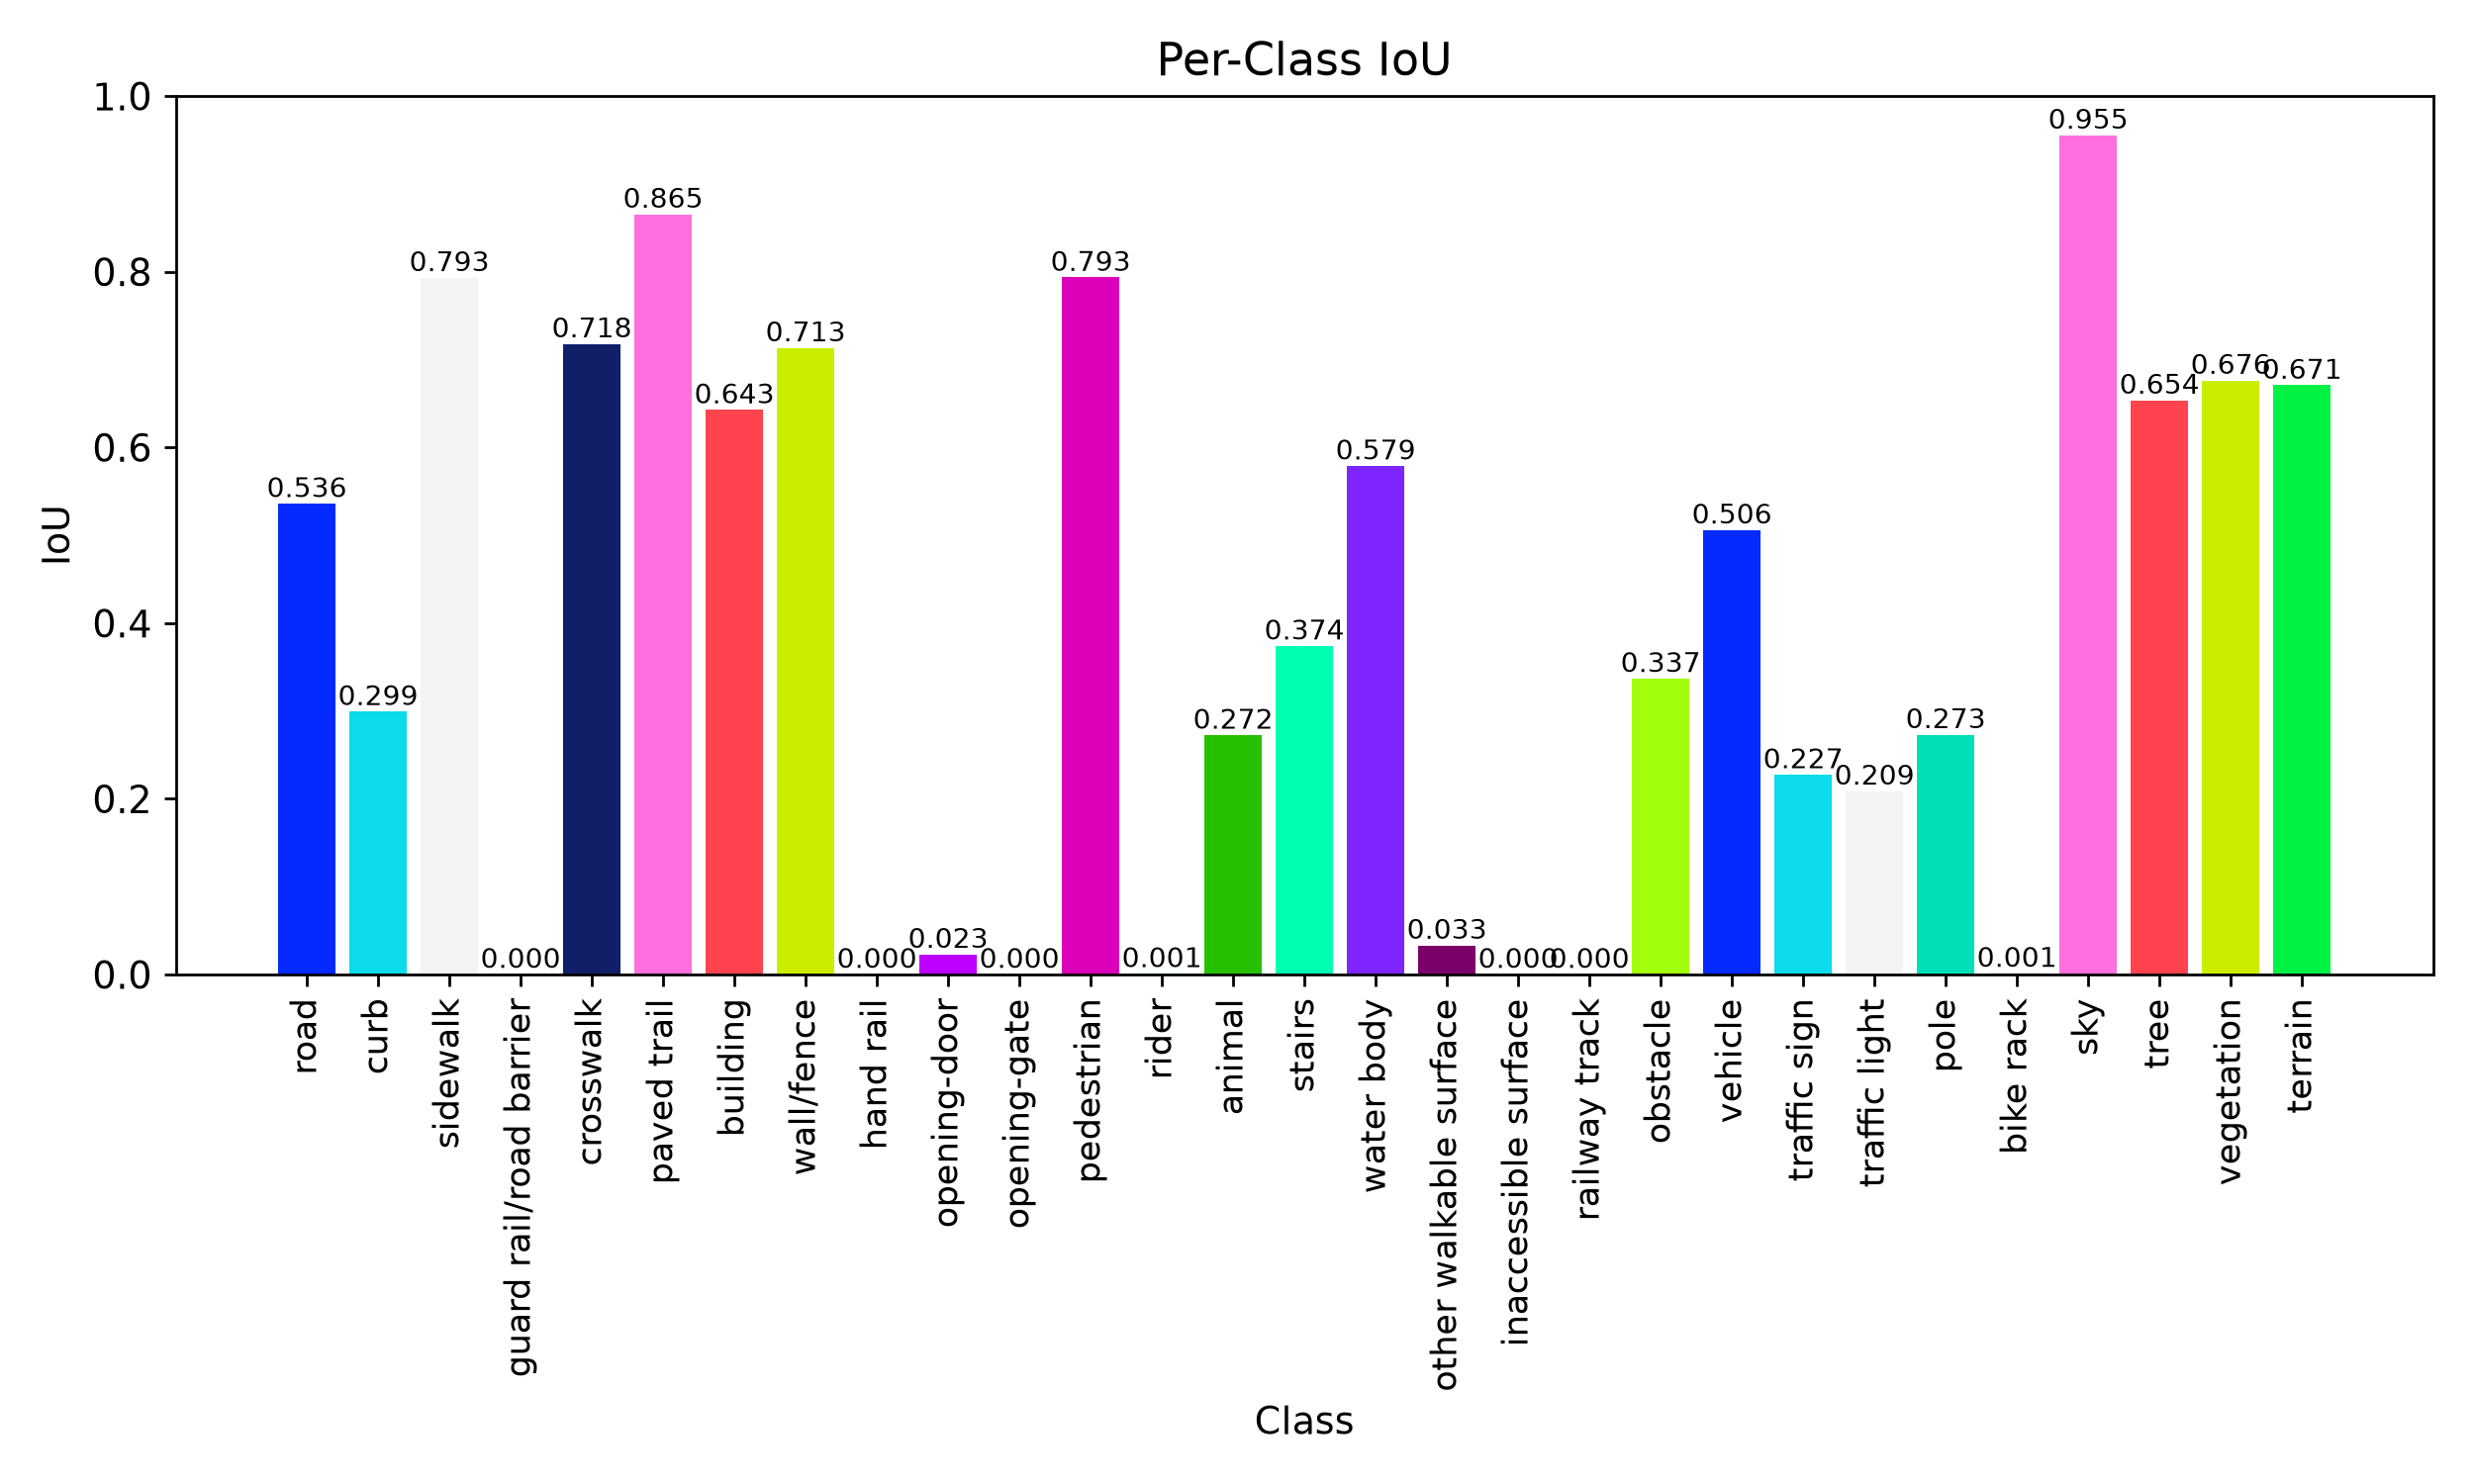 Per-Class IoU
1.0
0.8
0.6
0.4
0.2
0.0
IoU
0.536
0.299
0.793
0.000
0.718
0.865
0.643
0.713
0.000
0.023
0.000
0.793
0.001
0.272
0.374
0.579
0.033
0.000
0.000
0.337
0.506
0.227
0.209
0.273
0.001
0.955
0.654
0.676
0.671
road
curb
sidewalk
guard rail/road barrier
crosswalk
paved trail
building
wall/fence
hand rail
opening-door
opening-gate
pedestrian
rider
animal
stairs
water body
other walkable surface
inaccessible surface
railway track
obstacle
vehicle
traffic sign
traffic light
pole
bike rack
sky
tree
vegetation
terrain
Class